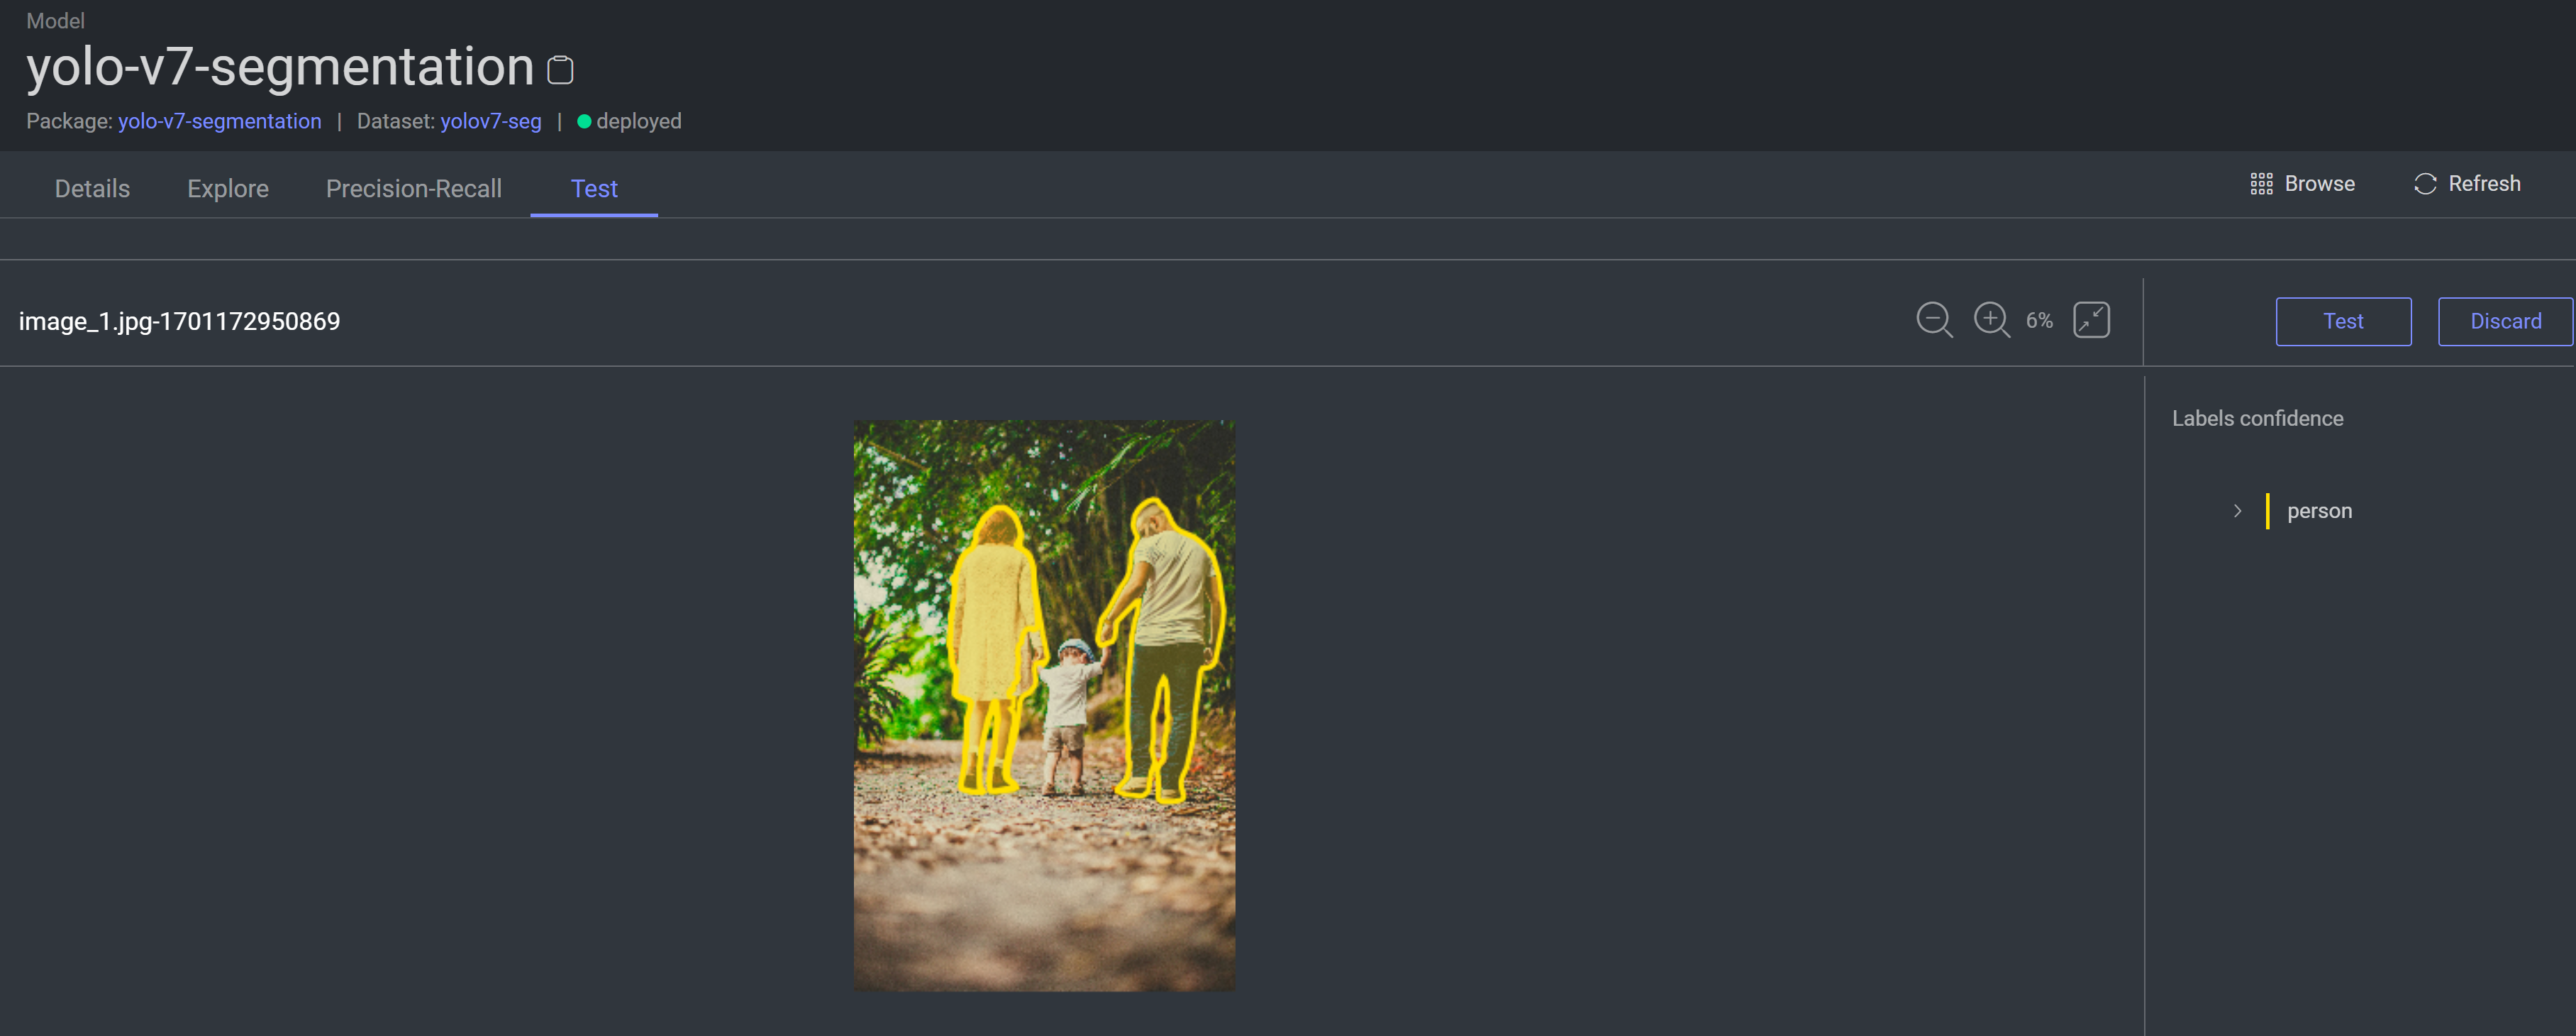 Model
yolo-v7-segmentation
Package: yolo-v7-segmentation | Dataset: yolov7-seg | deployed
Details Explore Precision-Recall Test Browse Refresh
image_1.jpg-1701172950869 6% Test Discard
Labels confidence
person